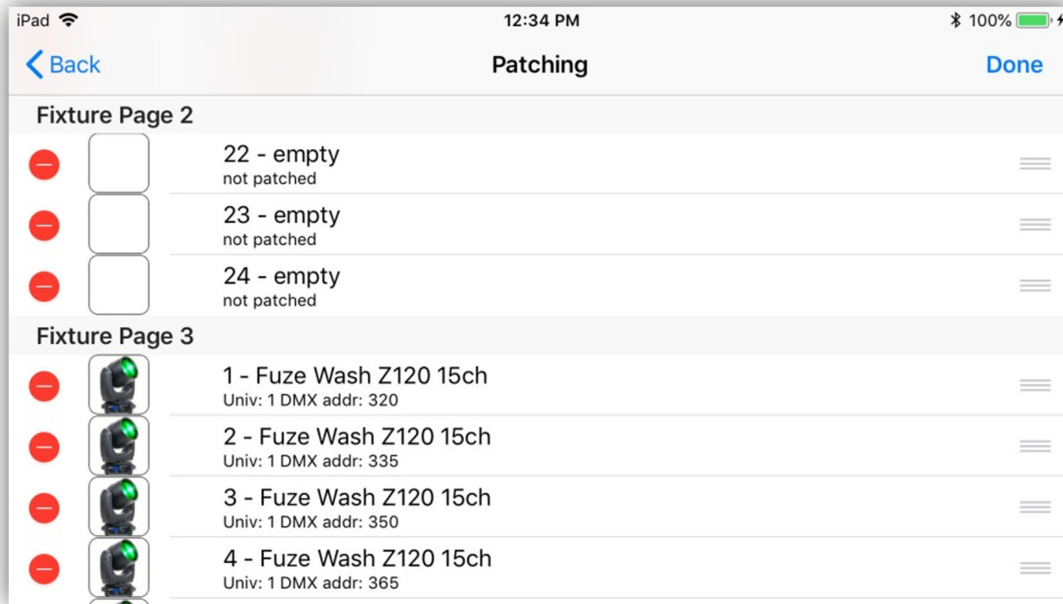 iPad 12:34 PM 100%
Back Patching Done
Fixture Page 2
22 - empty
not patched
23 - empty
not patched
24 - empty
not patched
Fixture Page 3
1 - Fuze Wash Z120 15ch
Univ: 1 DMX addr: 320
2 - Fuze Wash Z120 15ch
Univ: 1 DMX addr: 335
3 - Fuze Wash Z120 15ch
Univ: 1 DMX addr: 350
4 - Fuze Wash Z120 15ch
Univ: 1 DMX addr: 365